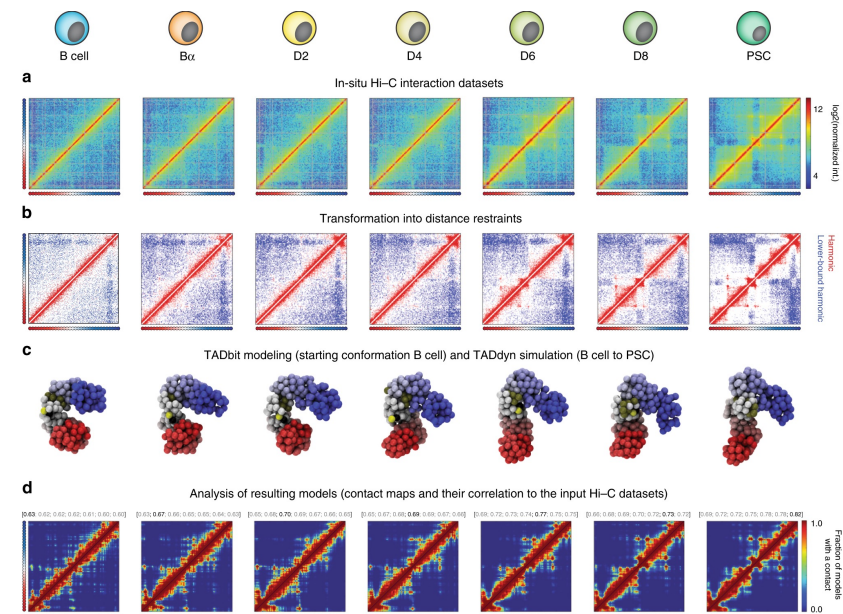 B cell Bα D2 D4 D6 D8 PSC
a
In-situ Hi–C interaction datasets
12
4
log2(normalized int.)
b
Transformation into distance restraints
Harmonic
Lower-bound harmonic
c
TADbit modeling (starting conformation B cell) and TADdyn simulation (B cell to PSC)
d
Analysis of resulting models (contact maps and their correlation to the input Hi–C datasets)
[0.63; 0.62; 0.62; 0.62; 0.61; 0.60; 0.60] [0.63; 0.67; 0.66; 0.65; 0.65; 0.64; 0.63] [0.65; 0.68; 0.70; 0.69; 0.67; 0.66; 0.65] [0.65; 0.67; 0.68; 0.69; 0.69; 0.67; 0.66] [0.69; 0.72; 0.73; 0.74; 0.77; 0.75; 0.75] [0.66; 0.68; 0.69; 0.70; 0.72; 0.73; 0.72] [0.69; 0.72; 0.72; 0.75; 0.78; 0.78; 0.82]
1.0
0.0
Fraction of models
with a contact